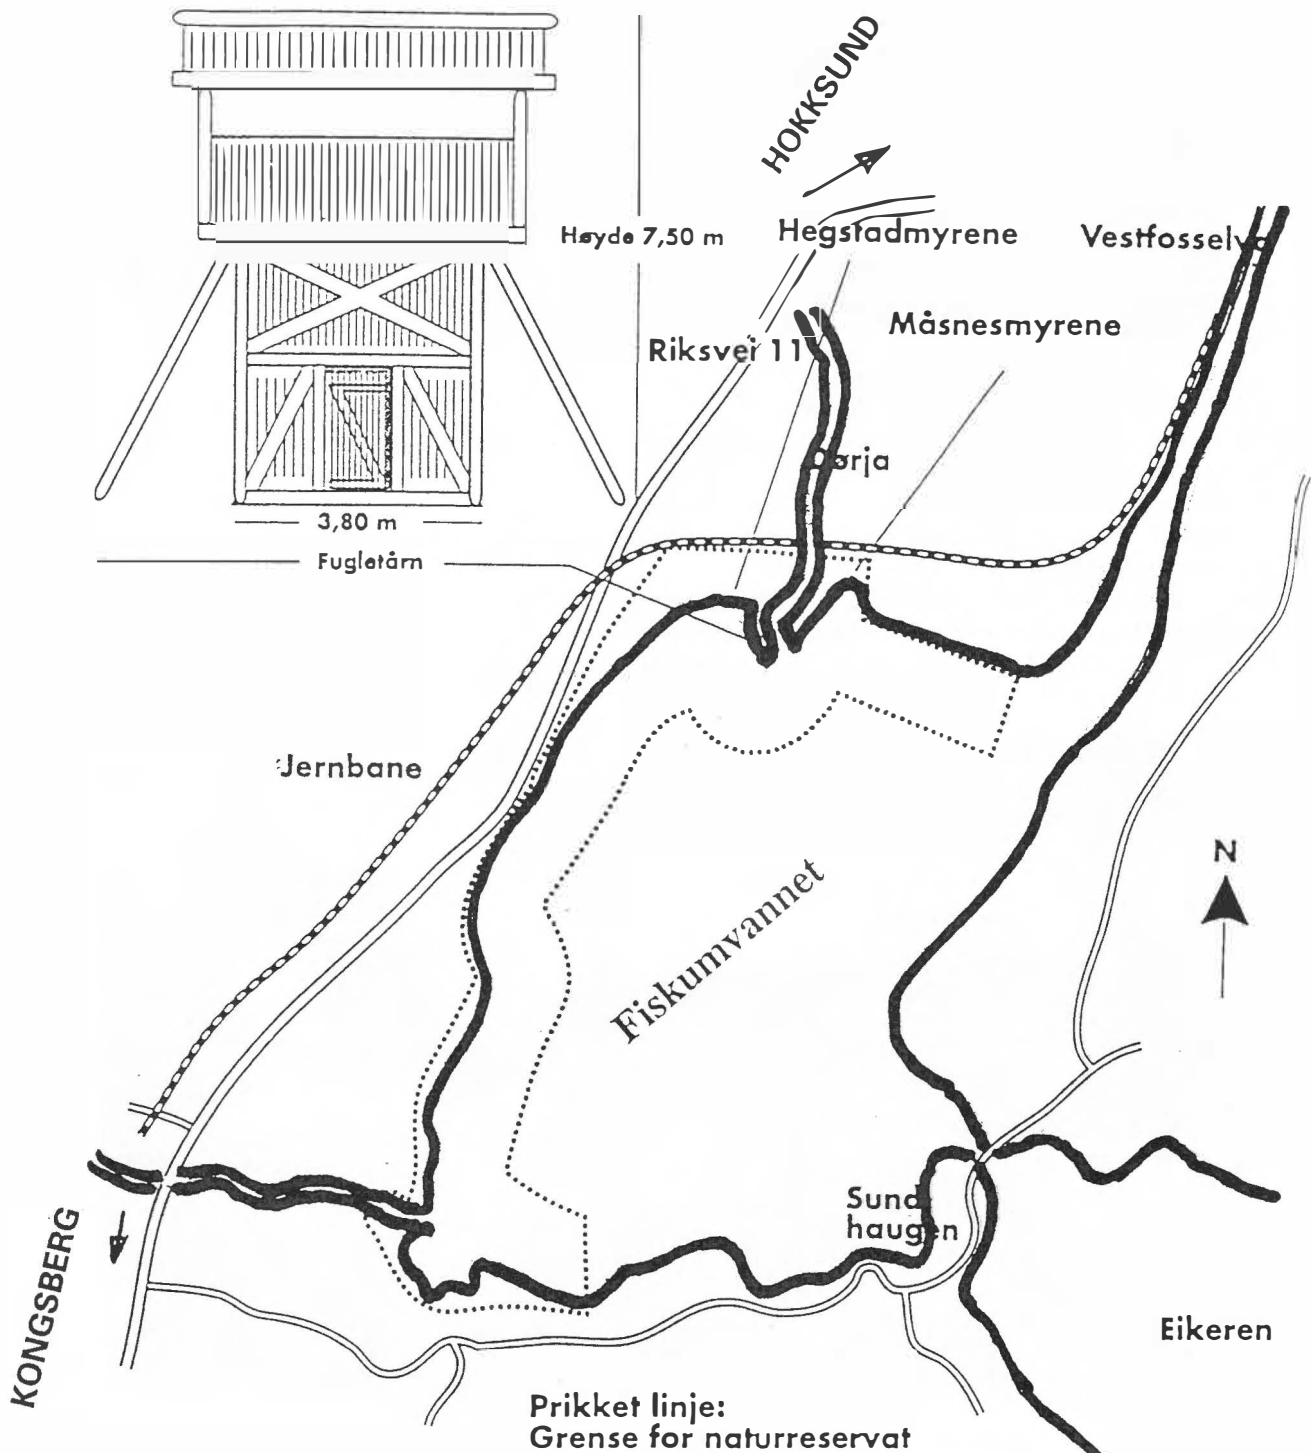 HOKKSUND
Høyde 7,50 m
Hegstadmyrene
Vestfosselva
Riksvei 11
Måsnesmyrene
Dørja
3,80 m
Fugletårn
Jernbane
N
Fiskumvannet
Sund
haugen
KONGSBERG
Eikeren
Prikket linje:
Grense for naturreservat